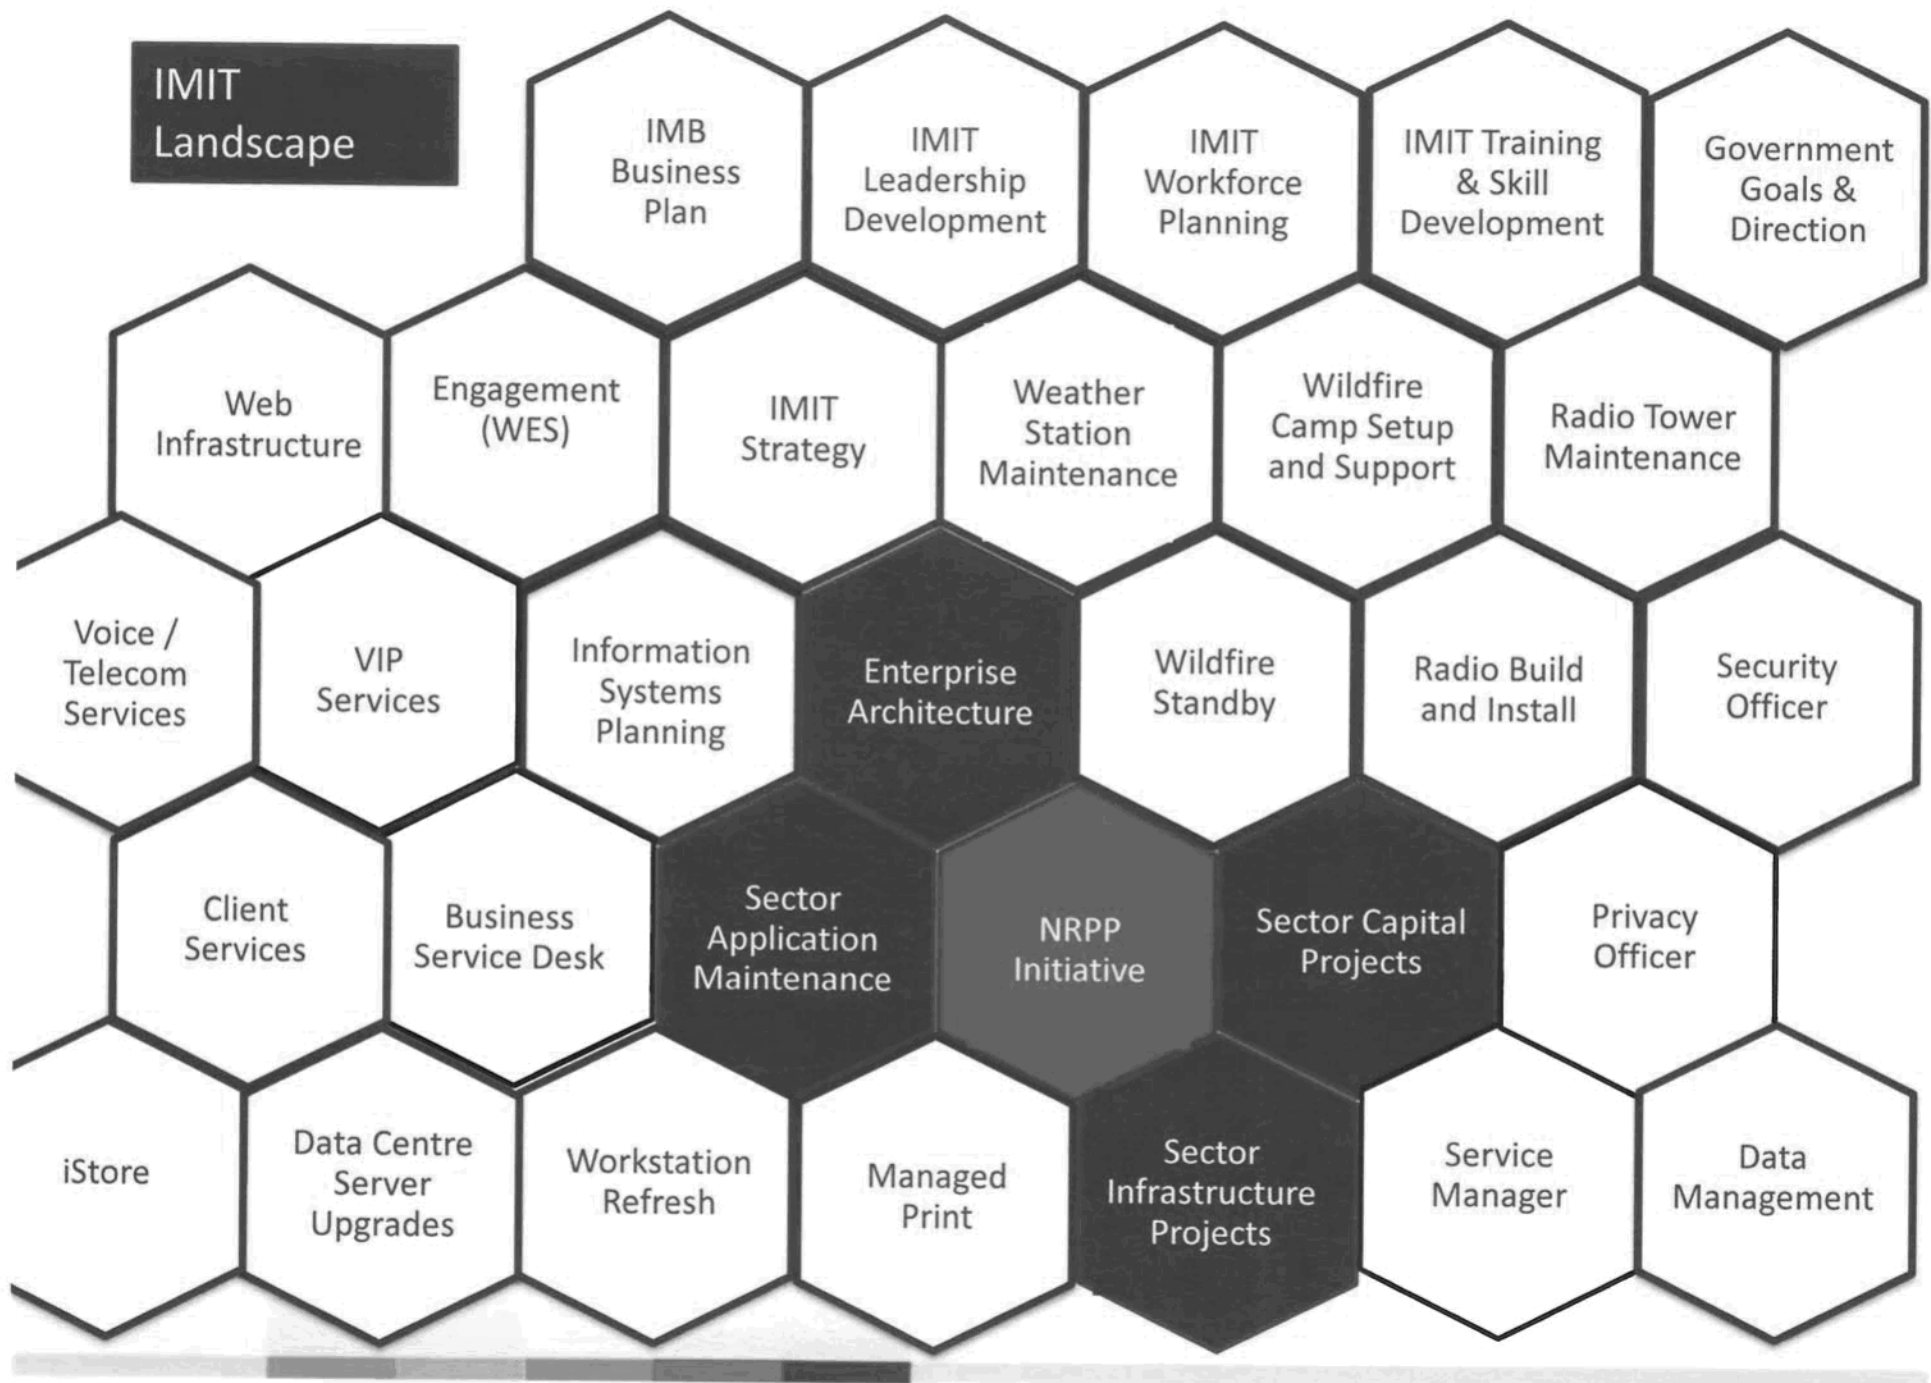 IMIT
Landscape
IMB
Business
Plan
IMIT
Leadership
Development
IMIT
Workforce
Planning
IMIT Training
& Skill
Development
Government
Goals &
Direction
Web
Infrastructure
Engagement
(WES)
IMIT
Strategy
Weather
Station
Maintenance
Wildfire
Camp Setup
and Support
Radio Tower
Maintenance
Voice /
Telecom
Services
VIP
Services
Information
Systems
Planning
Enterprise
Architecture
Wildfire
Standby
Radio Build
and Install
Security
Officer
Client
Services
Business
Service Desk
Sector
Application
Maintenance
NRPP
Initiative
Sector Capital
Projects
Privacy
Officer
iStore
Data Centre
Server
Upgrades
Workstation
Refresh
Managed
Print
Sector
Infrastructure
Projects
Service
Manager
Data
Management